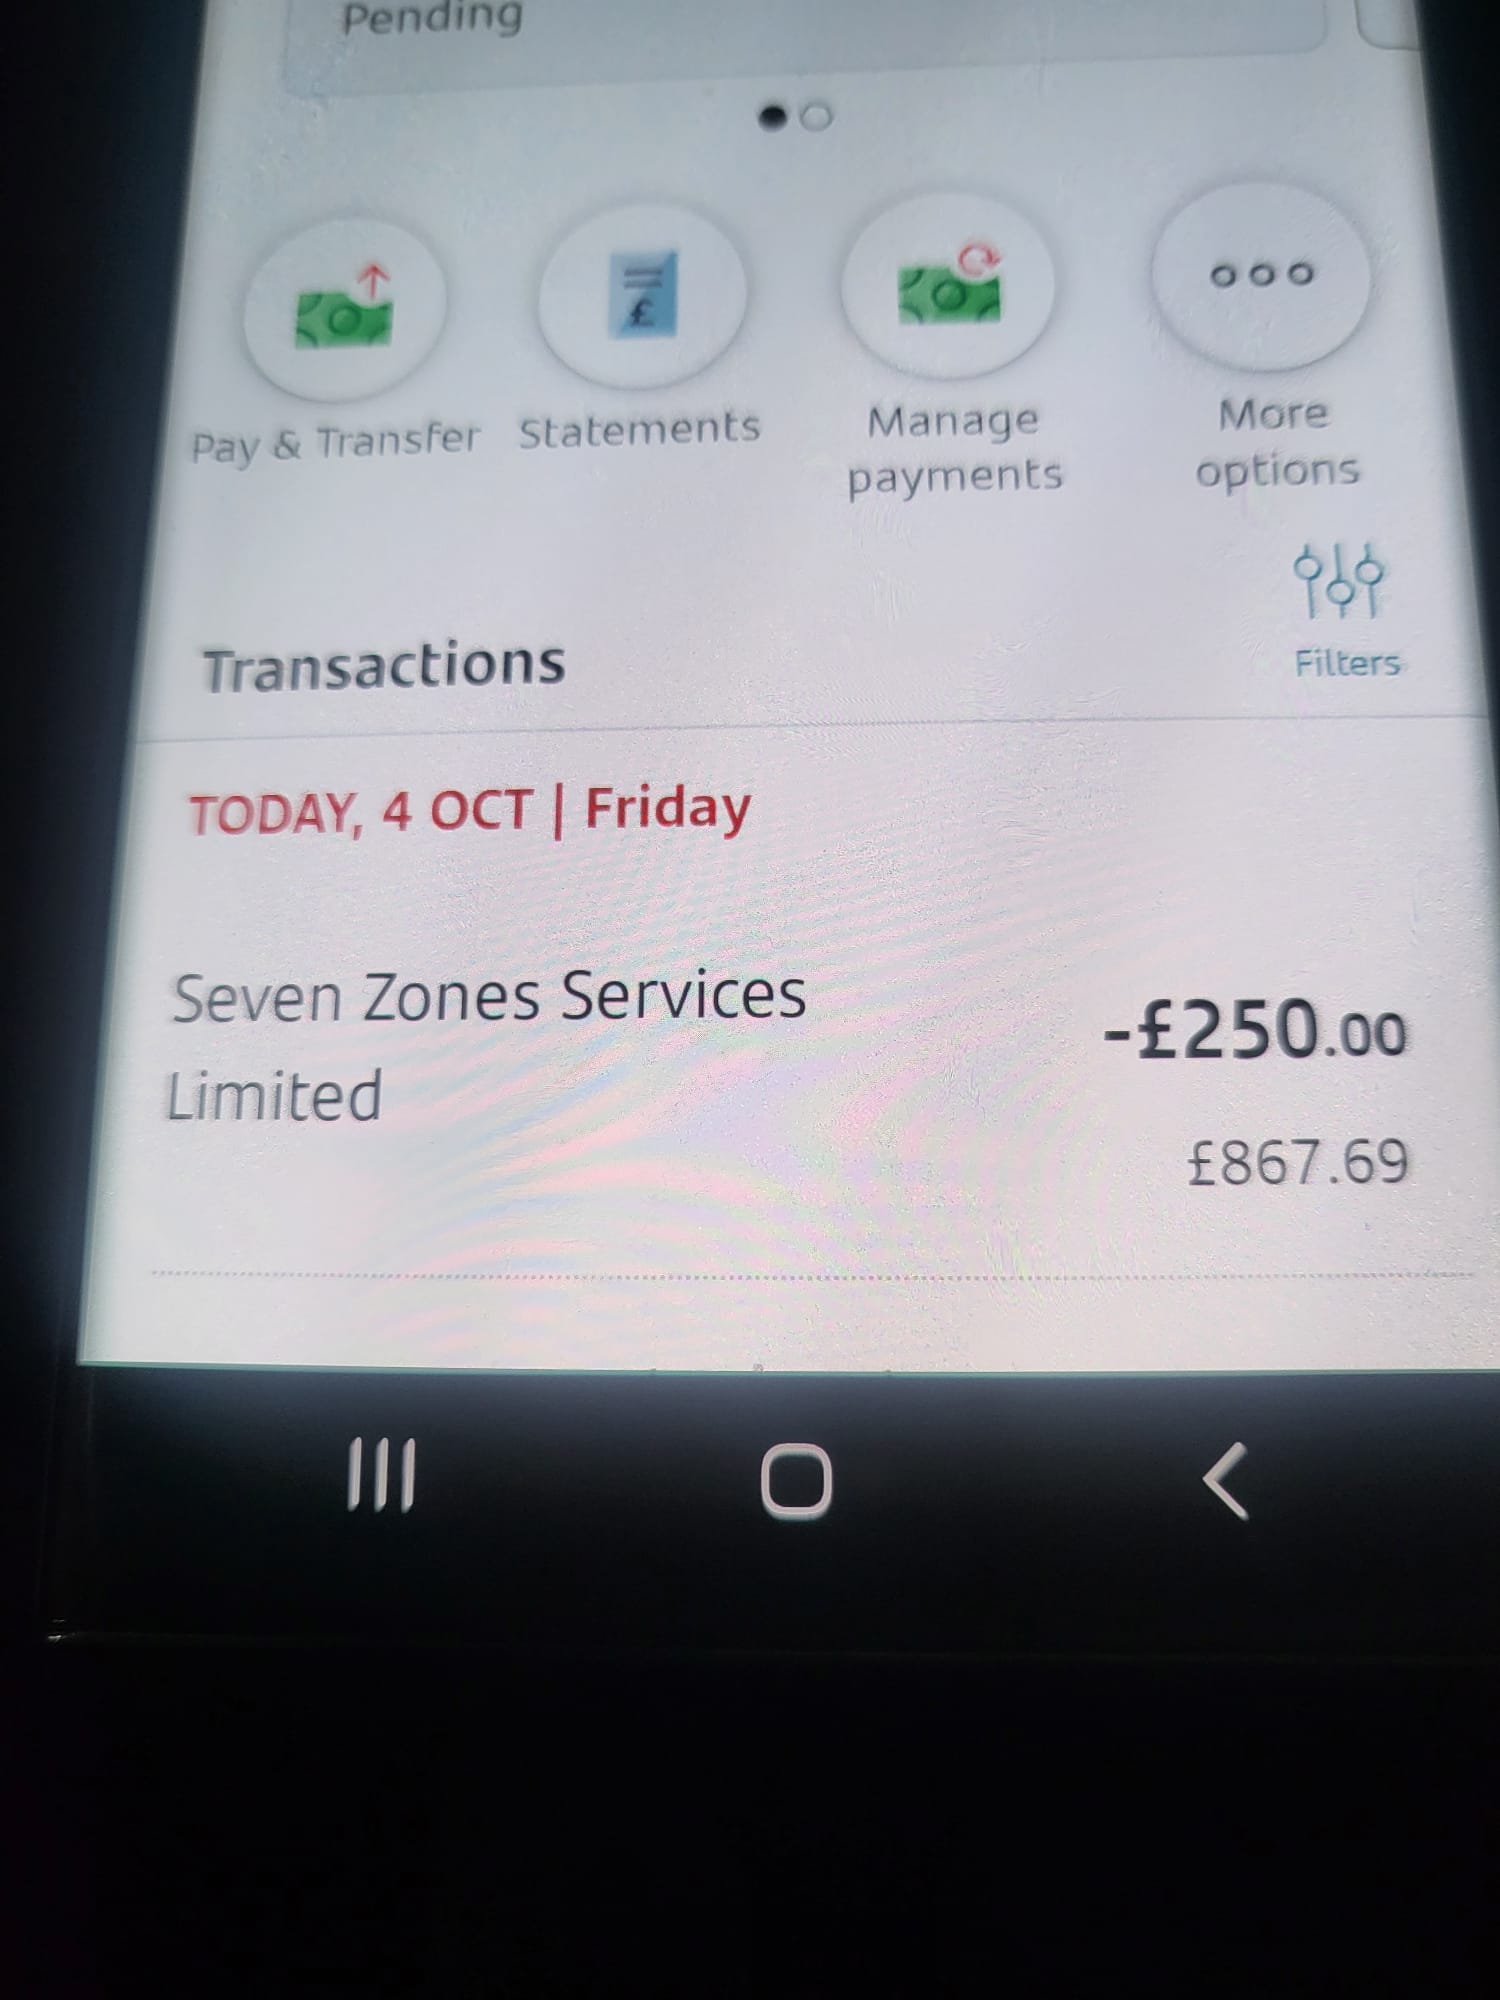 Pending
Pay & Transfer
Statements
Manage
payments
More
options
Filters
Transactions
TODAY, 4 OCT | Friday
Seven Zones Services
Limited
-£250.00
£867.69